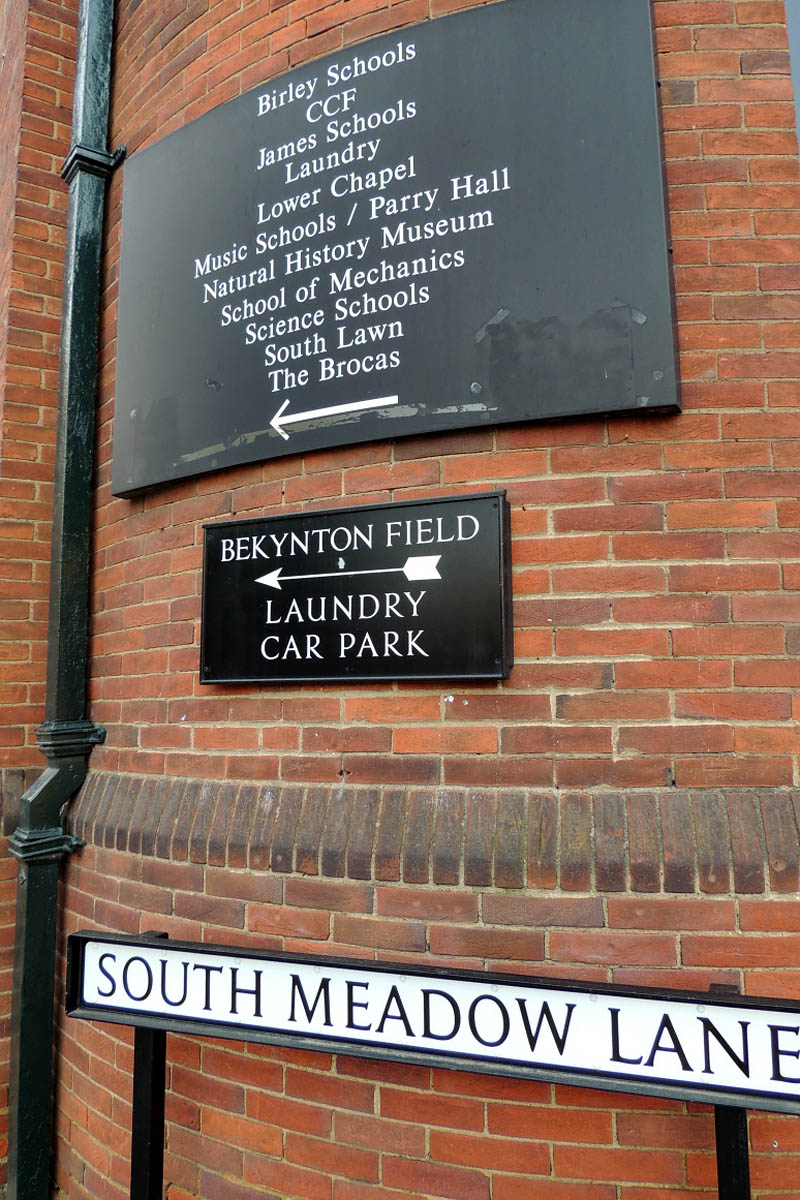 Birley Schools
CCF
James Schools
Laundry
Lower Chapel
Music Schools / Parry Hall
Natural History Museum
School of Mechanics
Science Schools
South Lawn
The Brocas
BEKYNTON FIELD
LAUNDRY
CAR PARK
SOUTH MEADOW LANE